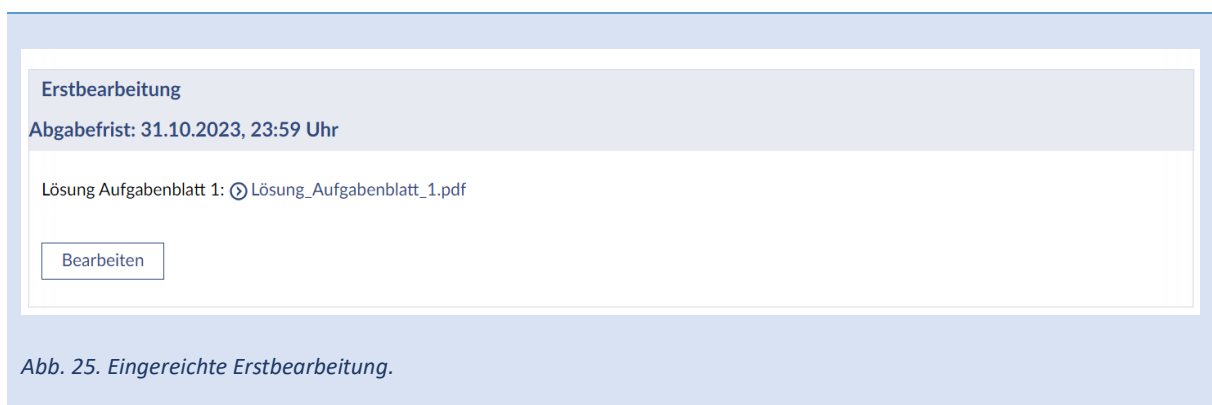 Erstbearbeitung
Abgabefrist: 31.10.2023, 23:59 Uhr
Lösung Aufgabenblatt 1: Lösung_Aufgabenblatt_1.pdf
Bearbeiten
Abb. 25. Eingereichte Erstbearbeitung.